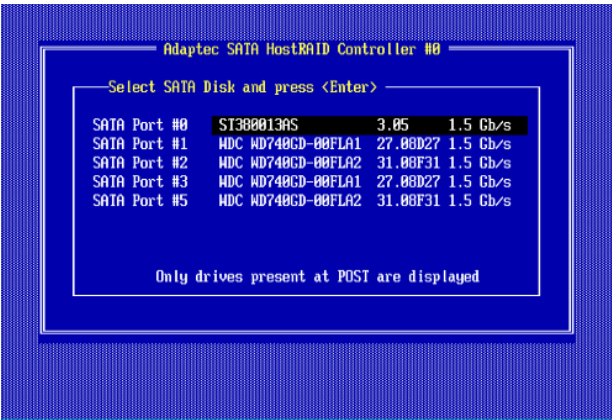 Adaptec SATA HostRAID Controller #0
Select SATA Disk and press <Enter>
SATA Port #0 ST380013AS 3.05 1.5 Gb/s
SATA Port #1 WDC WD740GD-00FLA1 27.08D27 1.5 Gb/s
SATA Port #2 WDC WD740GD-00FLA2 31.08F31 1.5 Gb/s
SATA Port #3 WDC WD740GD-00FLA1 27.08D27 1.5 Gb/s
SATA Port #5 WDC WD740GD-00FLA2 31.08F31 1.5 Gb/s
Only drives present at POST are displayed